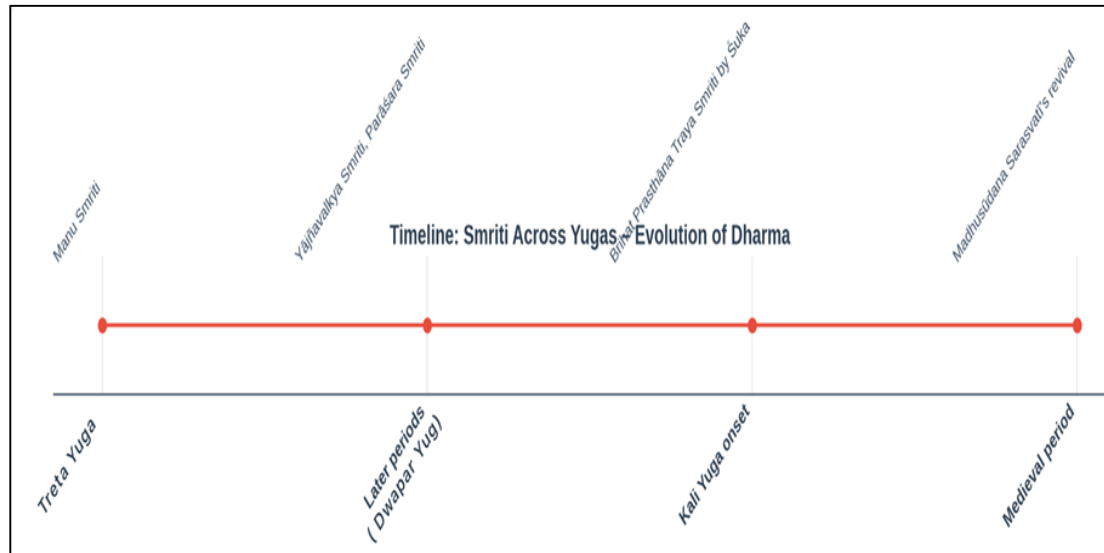 Manu Smriti
Yājñavalkya Smriti, Parāśara Smriti
Brihat Prasthāna Traya Smriti by Śuka
Madhusūdana Sarasvatī's revival
Timeline: Smriti Across Yugas - Evolution of Dharma
Treta Yuga
Later periods
( Dwapar Yug)
Kali Yuga onset
Medieval period